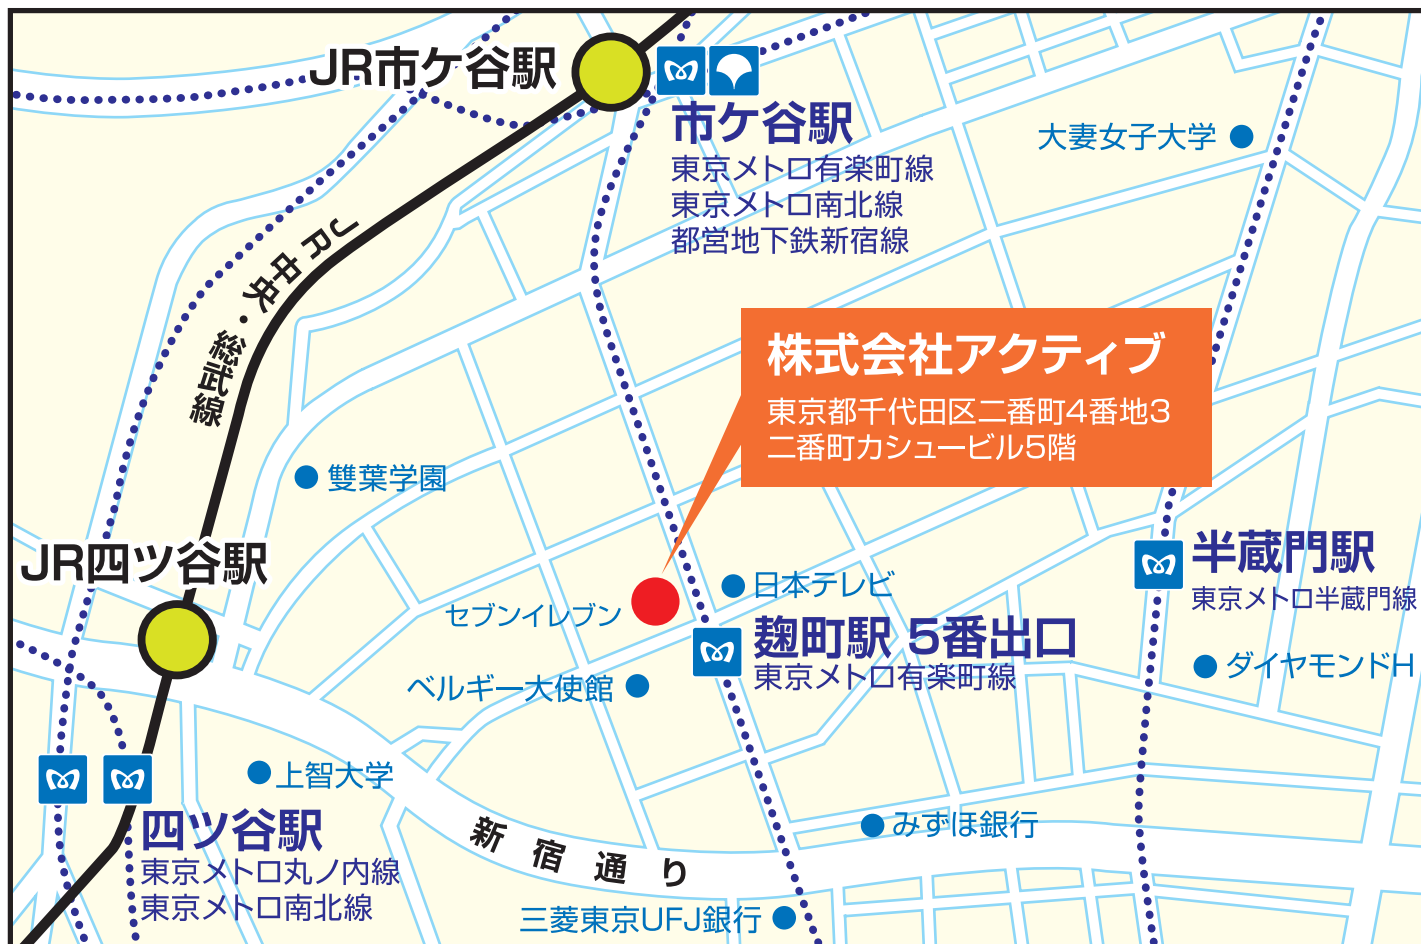 JR市ケ谷駅
市ケ谷駅
東京メトロ有楽町線
東京メトロ南北線
都営地下鉄新宿線
大妻女子大学
JR中央・総武線
株式会社アクティブ
東京都千代田区二番町4番地3
二番町カシュービル5階
雙葉学園
JR四ツ谷駅
半蔵門駅
東京メトロ半蔵門線
セブンイレブン
日本テレビ
麹町駅 5番出口
東京メトロ有楽町線
ダイヤモンドH
ベルギー大使館
上智大学
四ツ谷駅
東京メトロ丸ノ内線
東京メトロ南北線
新宿通り
みずほ銀行
三菱東京UFJ銀行